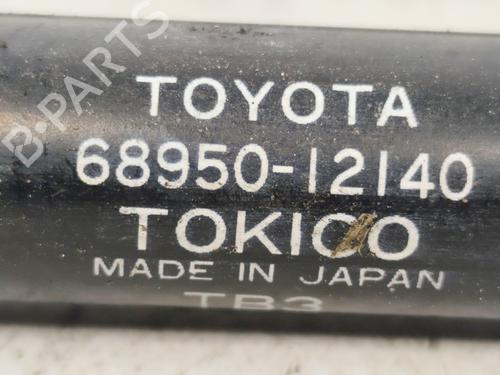 B-PARTS
TOYOTA
68950-12140
TOKICO
MADE IN JAPAN
TB3